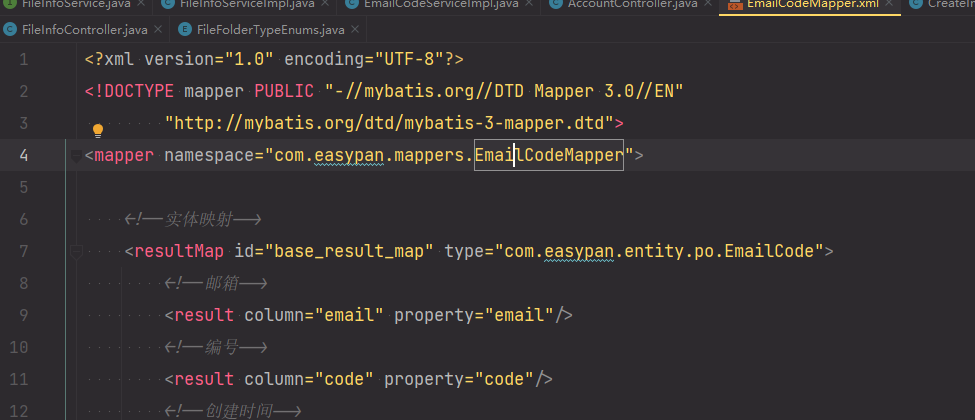 FileInfoService.java FileInfoServiceImpl.java EmailCodeServiceImpl.java AccountController.java EmailCodeMapper.xml CreateIm
FileInfoController.java FileFolderTypeEnums.java
1 <?xml version="1.0" encoding="UTF-8"?>
2 <!DOCTYPE mapper PUBLIC "-//mybatis.org//DTD Mapper 3.0//EN"
3 "http://mybatis.org/dtd/mybatis-3-mapper.dtd">
4 <mapper namespace="com.easypan.mappers.EmailCodeMapper">
5
6 <!--实体映射-->
7 <resultMap id="base_result_map" type="com.easypan.entity.po.EmailCode">
8 <!--邮箱-->
9 <result column="email" property="email"/>
10 <!--编号-->
11 <result column="code" property="code"/>
12 <!--创建时间-->